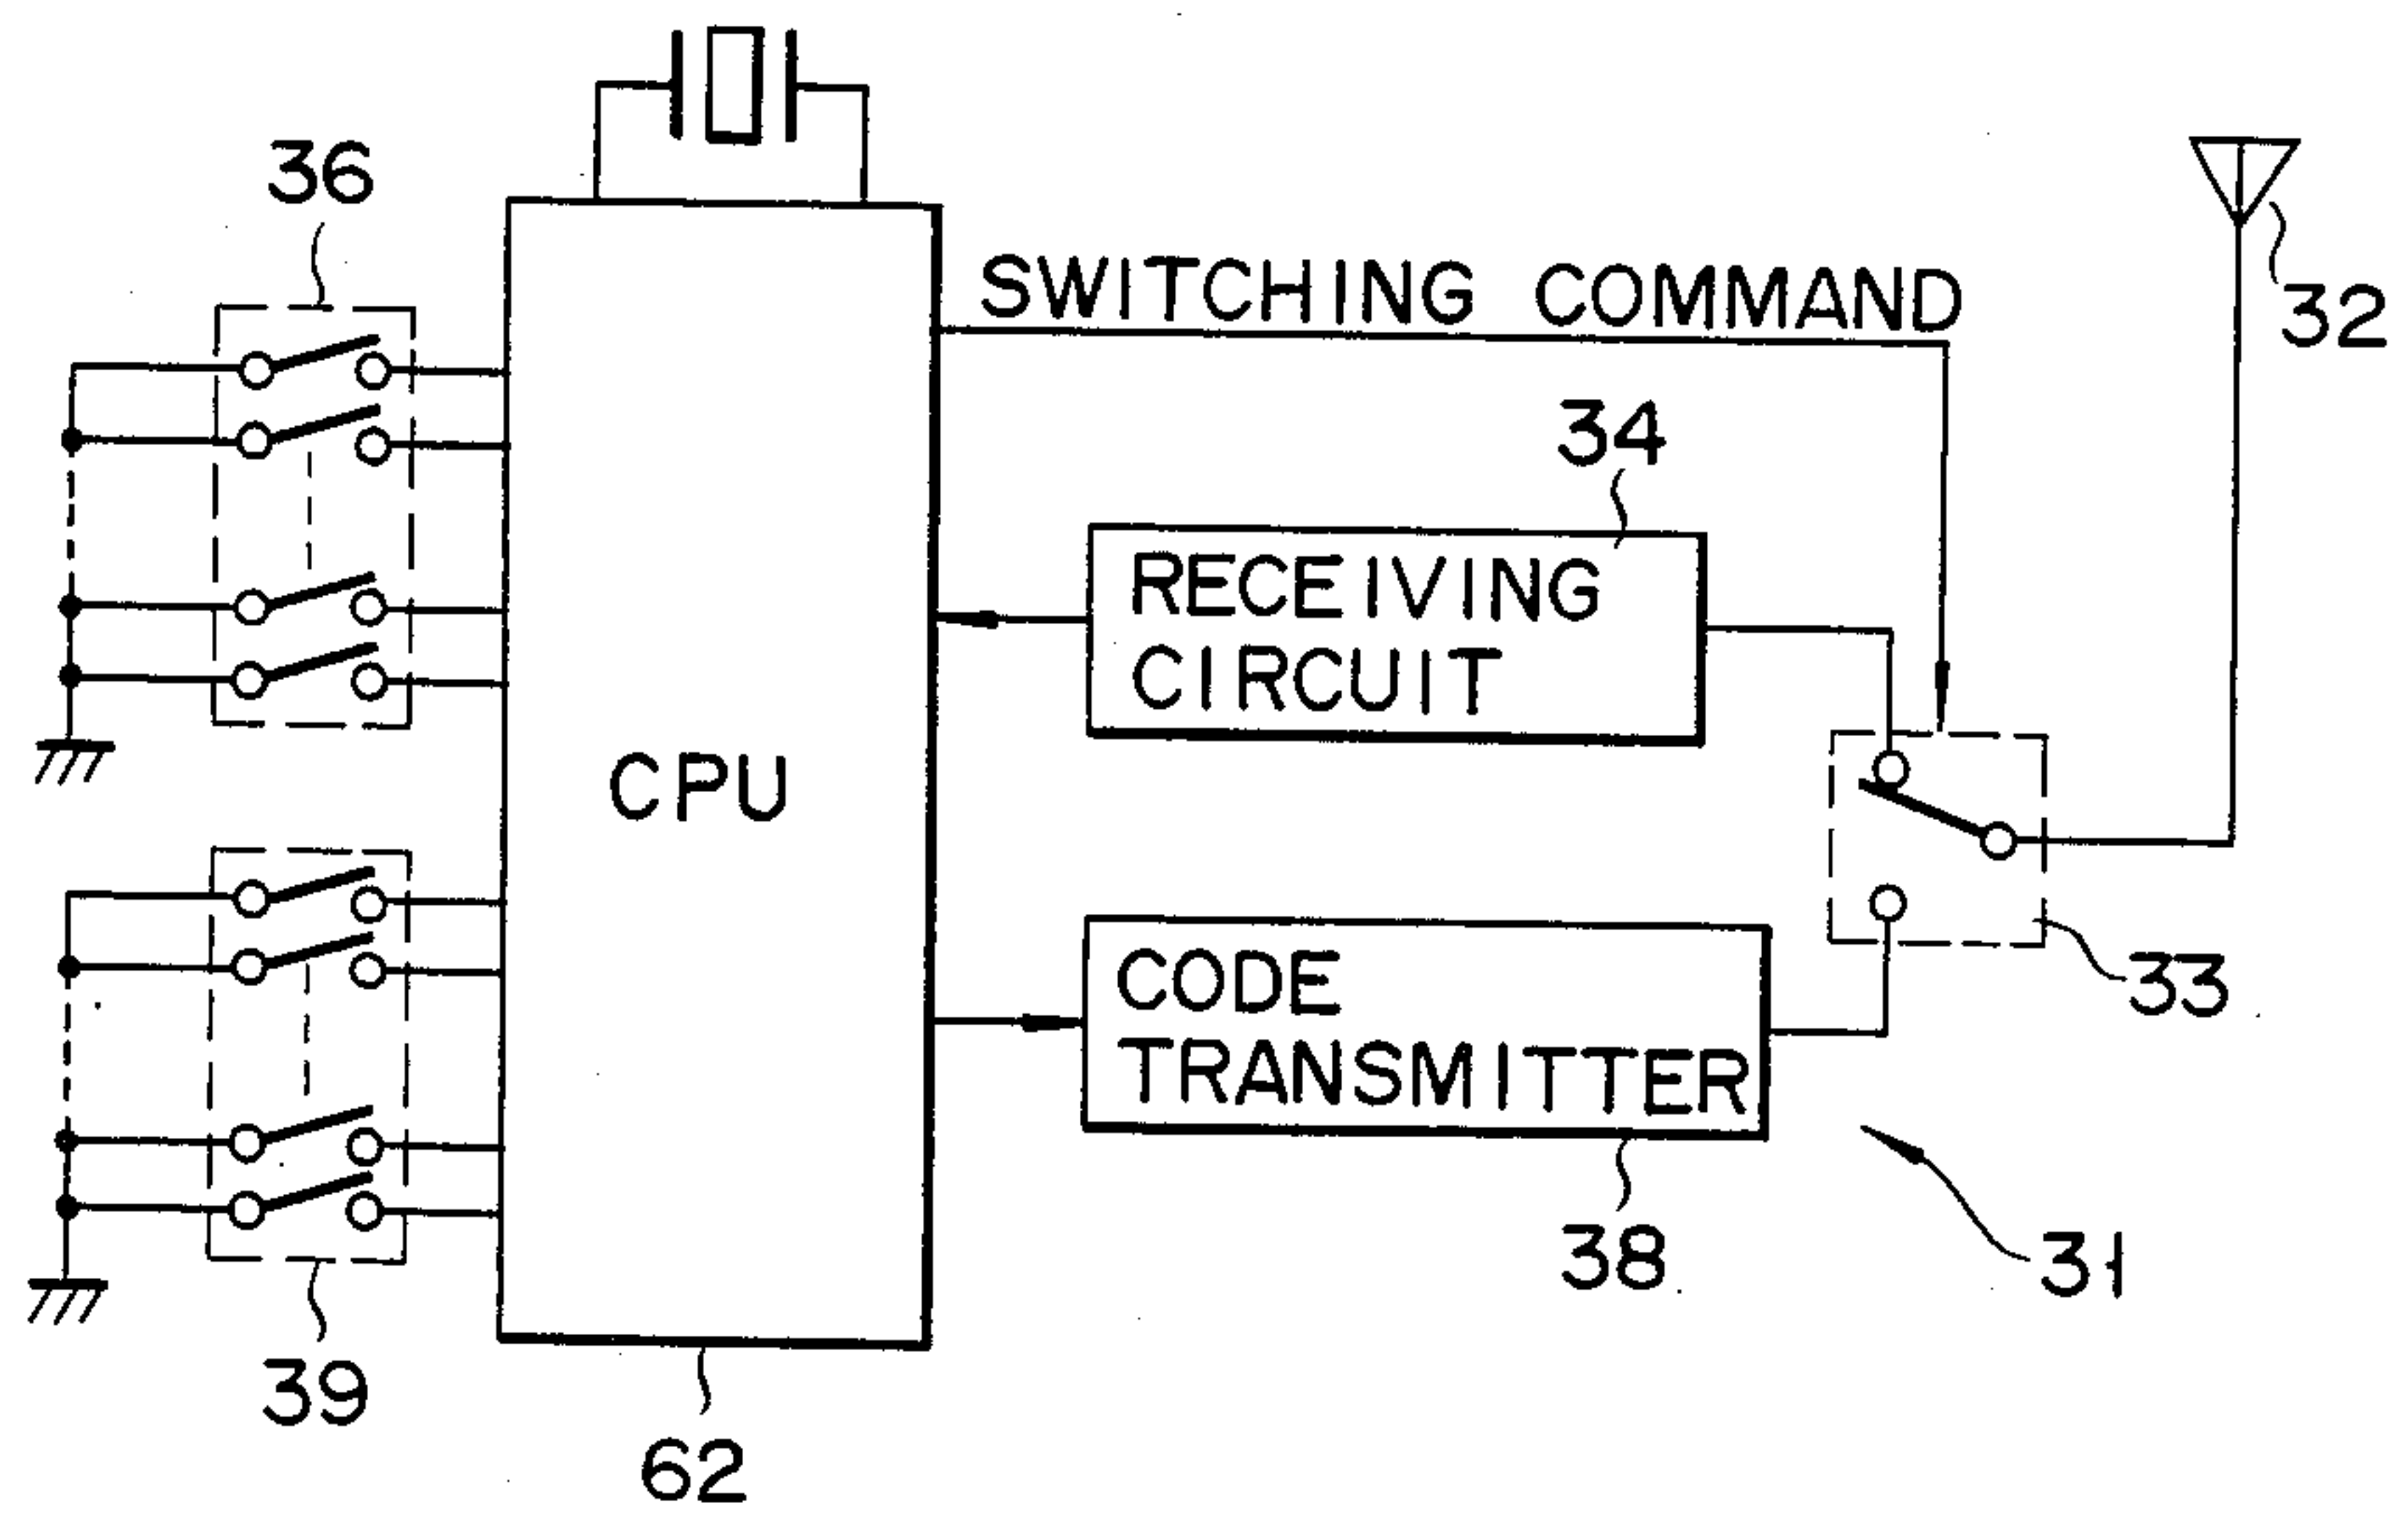 36
SWITCHING COMMAND
32
34
RECEIVING
CIRCUIT
CPU
33
CODE
TRANSMITTER
38
31
39
62